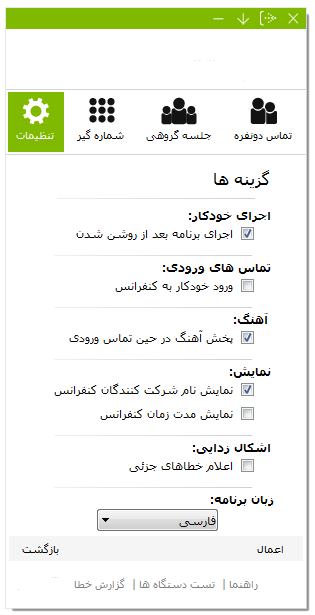 تماس دونفره جلسه گروهی شماره گیر تنظیمات
گزینه ها
اجرای خودکار:
اجرای برنامه بعد از روشن شدن
تماس های ورودی:
ورود خودکار به کنفرانس
آهنگ:
پخش آهنگ در حین تماس ورودی
نمایش:
نمایش نام شرکت کنندگان کنفرانس
نمایش مدت زمان کنفرانس
اشکال زدایی:
اعلام خطاهای جزئی
زبان برنامه:
فارسی
اعمال بازگشت
راهنما | تست دستگاه ها | گزارش خطا